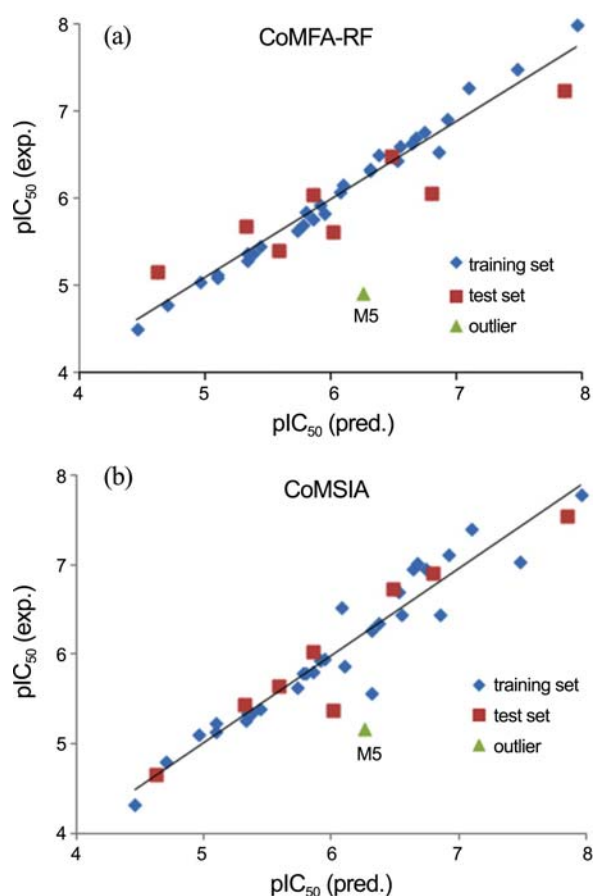 (a)
CoMFA-RF
8
7
6
5
4
pIC50 (exp.)
training set
test set
outlier
M5
4 5 6 7 8
pIC50 (pred.)
(b)
CoMSIA
8
7
6
5
4
pIC50 (exp.)
training set
test set
outlier
M5
4 5 6 7 8
pIC50 (pred.)